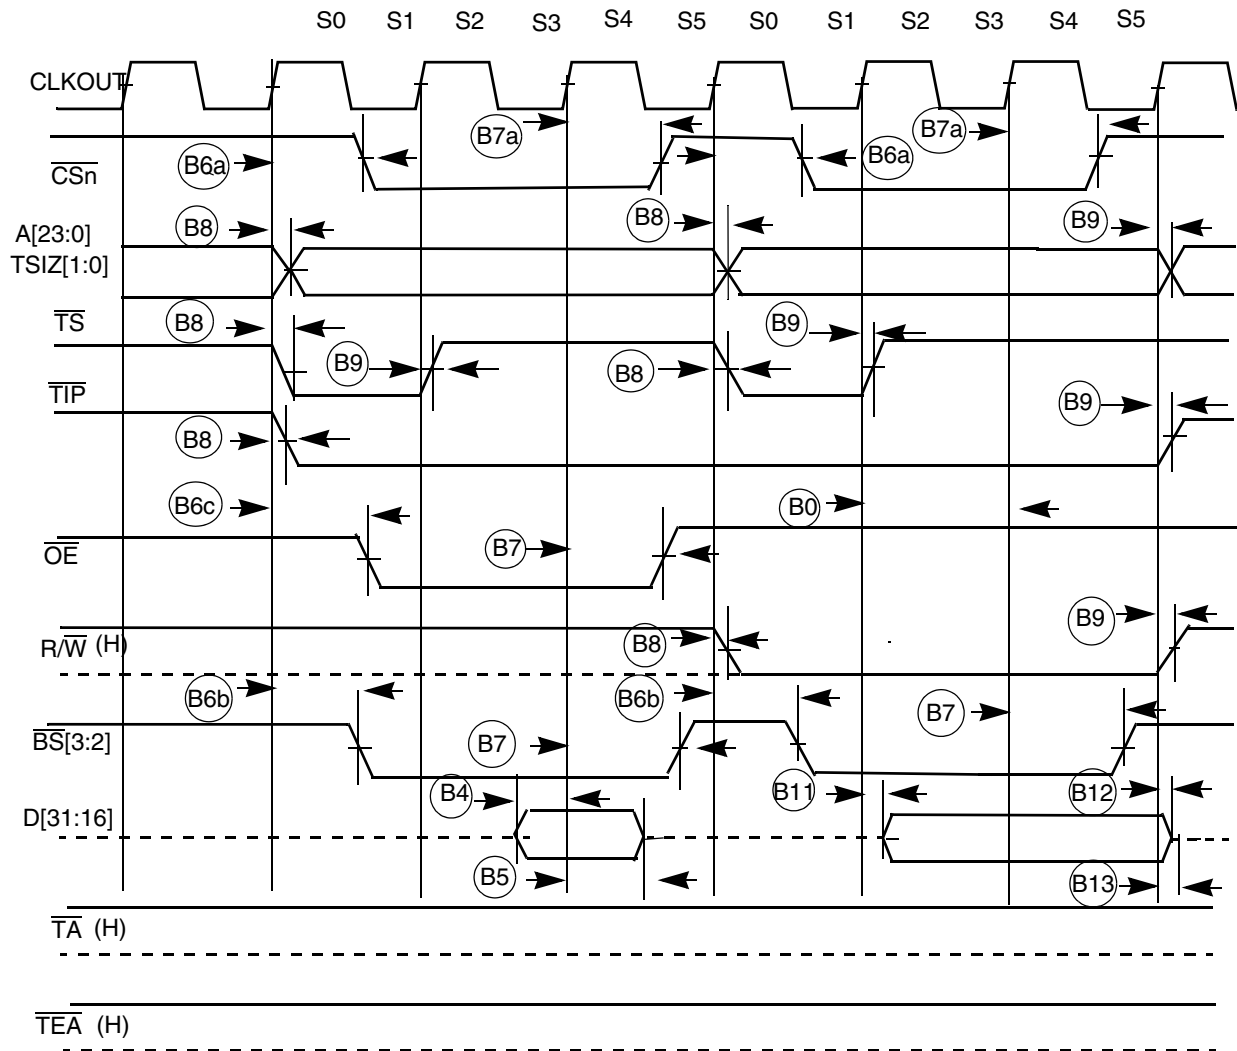 S0 S1 S2 S3 S4 S5 S0 S1 S2 S3 S4 S5
CLKOUT
B7a B7a
B6a B6a
CSn
B8 B8 B9
A[23:0]
TSIZ[1:0]
TS B8 B9
B9 B8
TIP B9
B8
B6c B0
OE B7
R/W (H) B8 B9
B6b B6b B7
BS[3:2] B7
B4 B11 B12
D[31:16]
B5 B13
TA (H)
TEA (H)